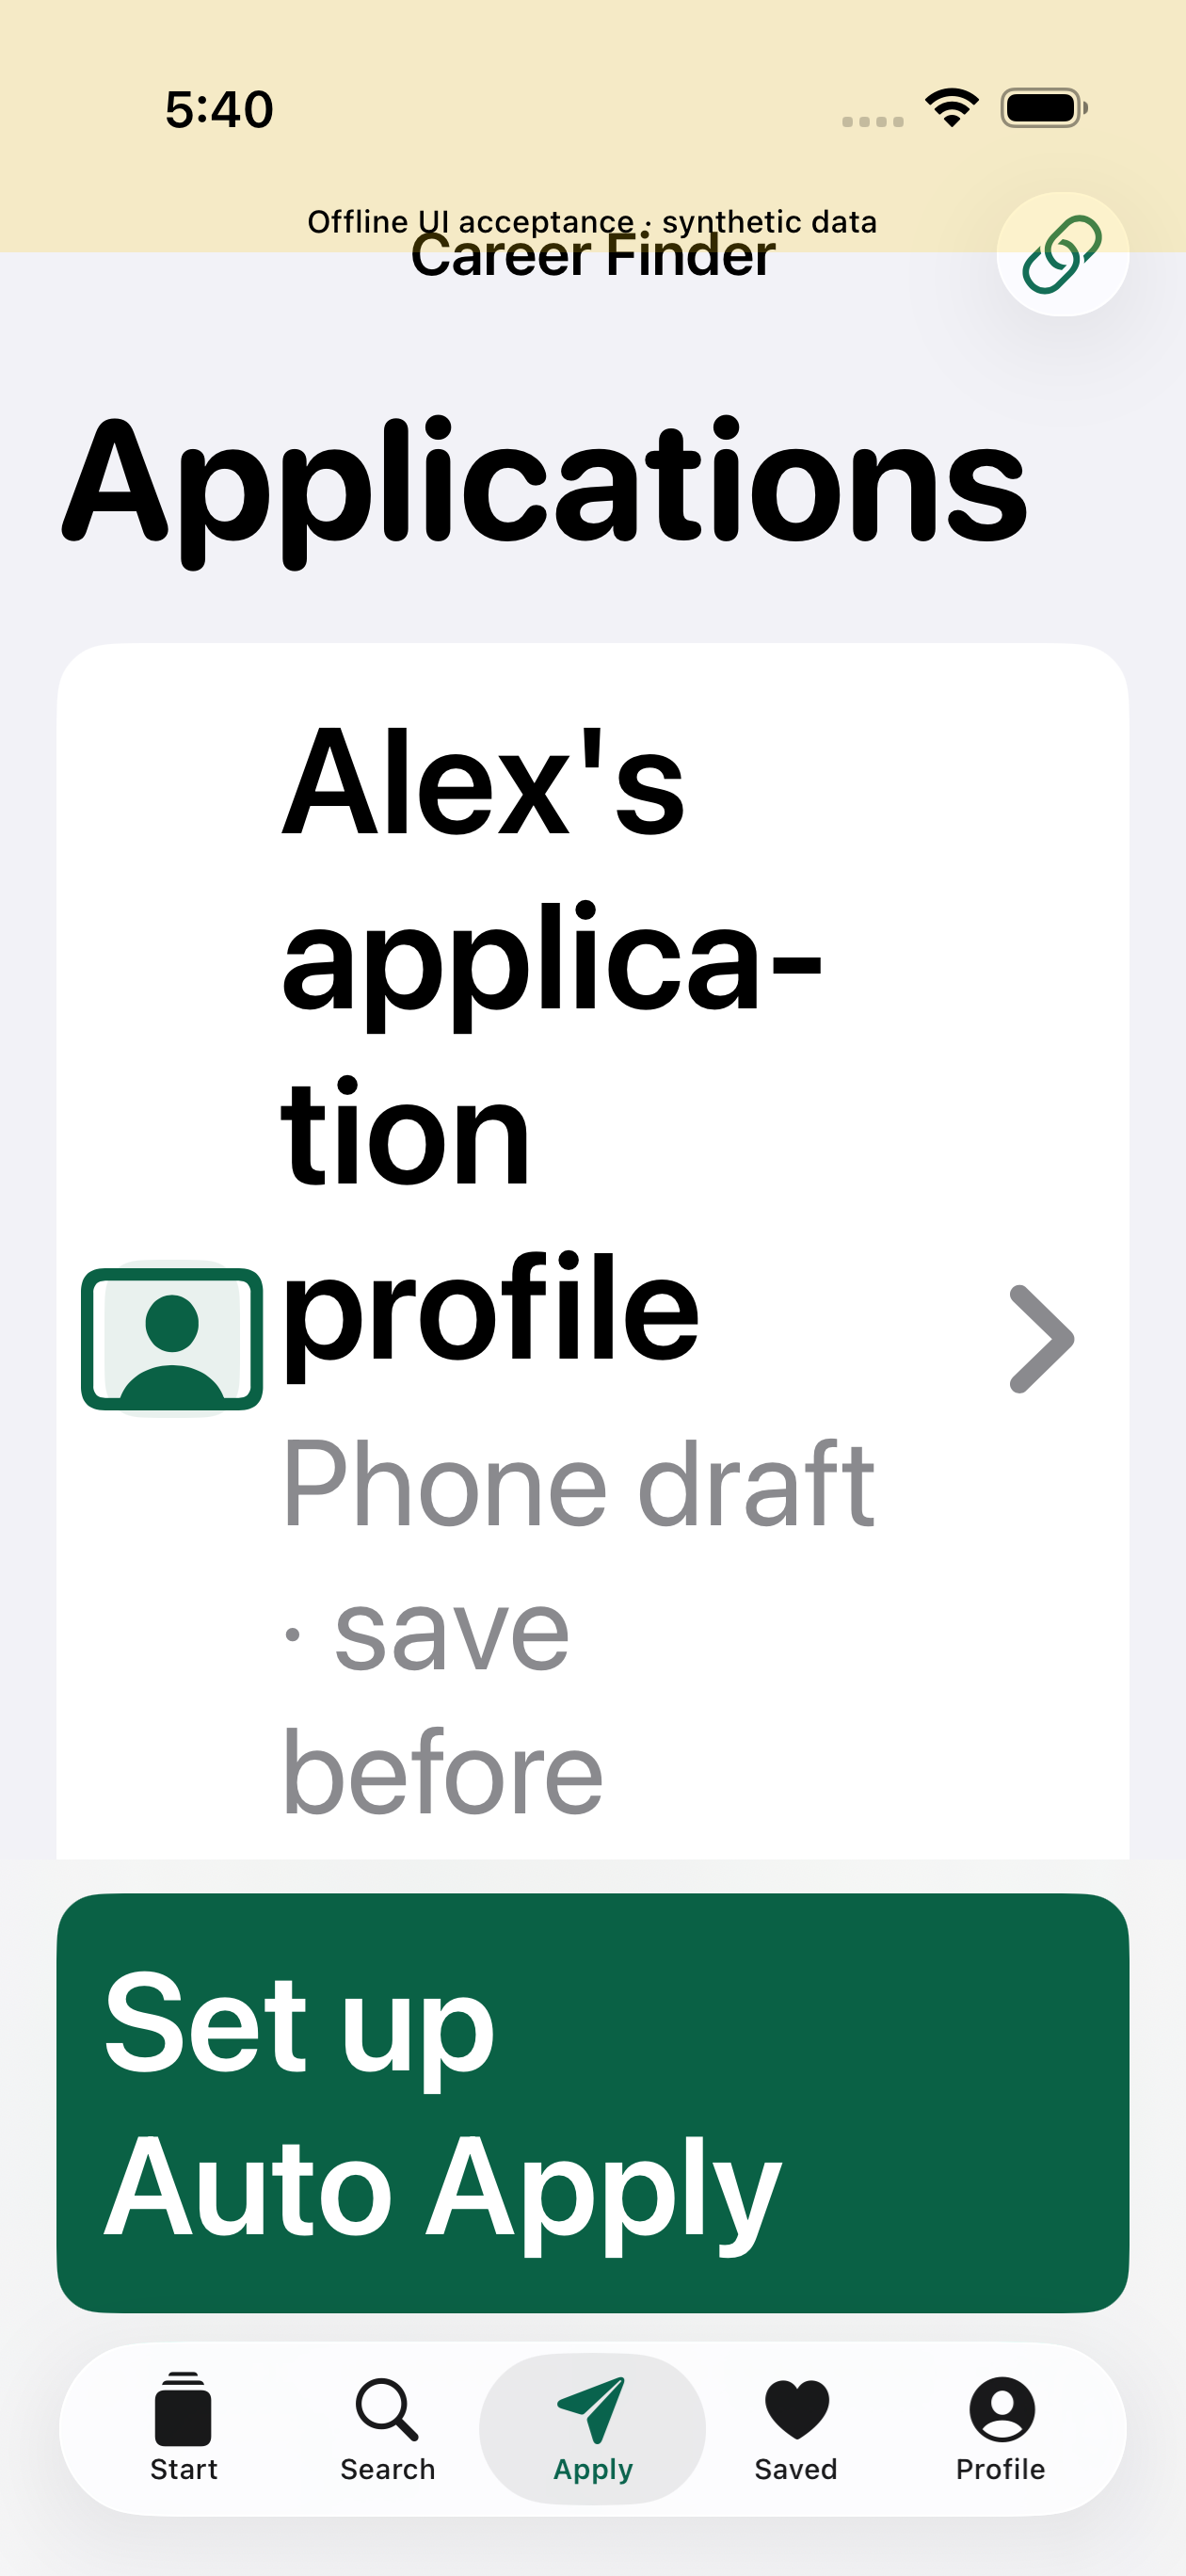 5:40
Offline UI acceptance · synthetic data
Career Finder
Applications
Alex's
applica-
tion
profile
Phone draft
· save
before
Set up
Auto Apply
Start
Search
Apply
Saved
Profile